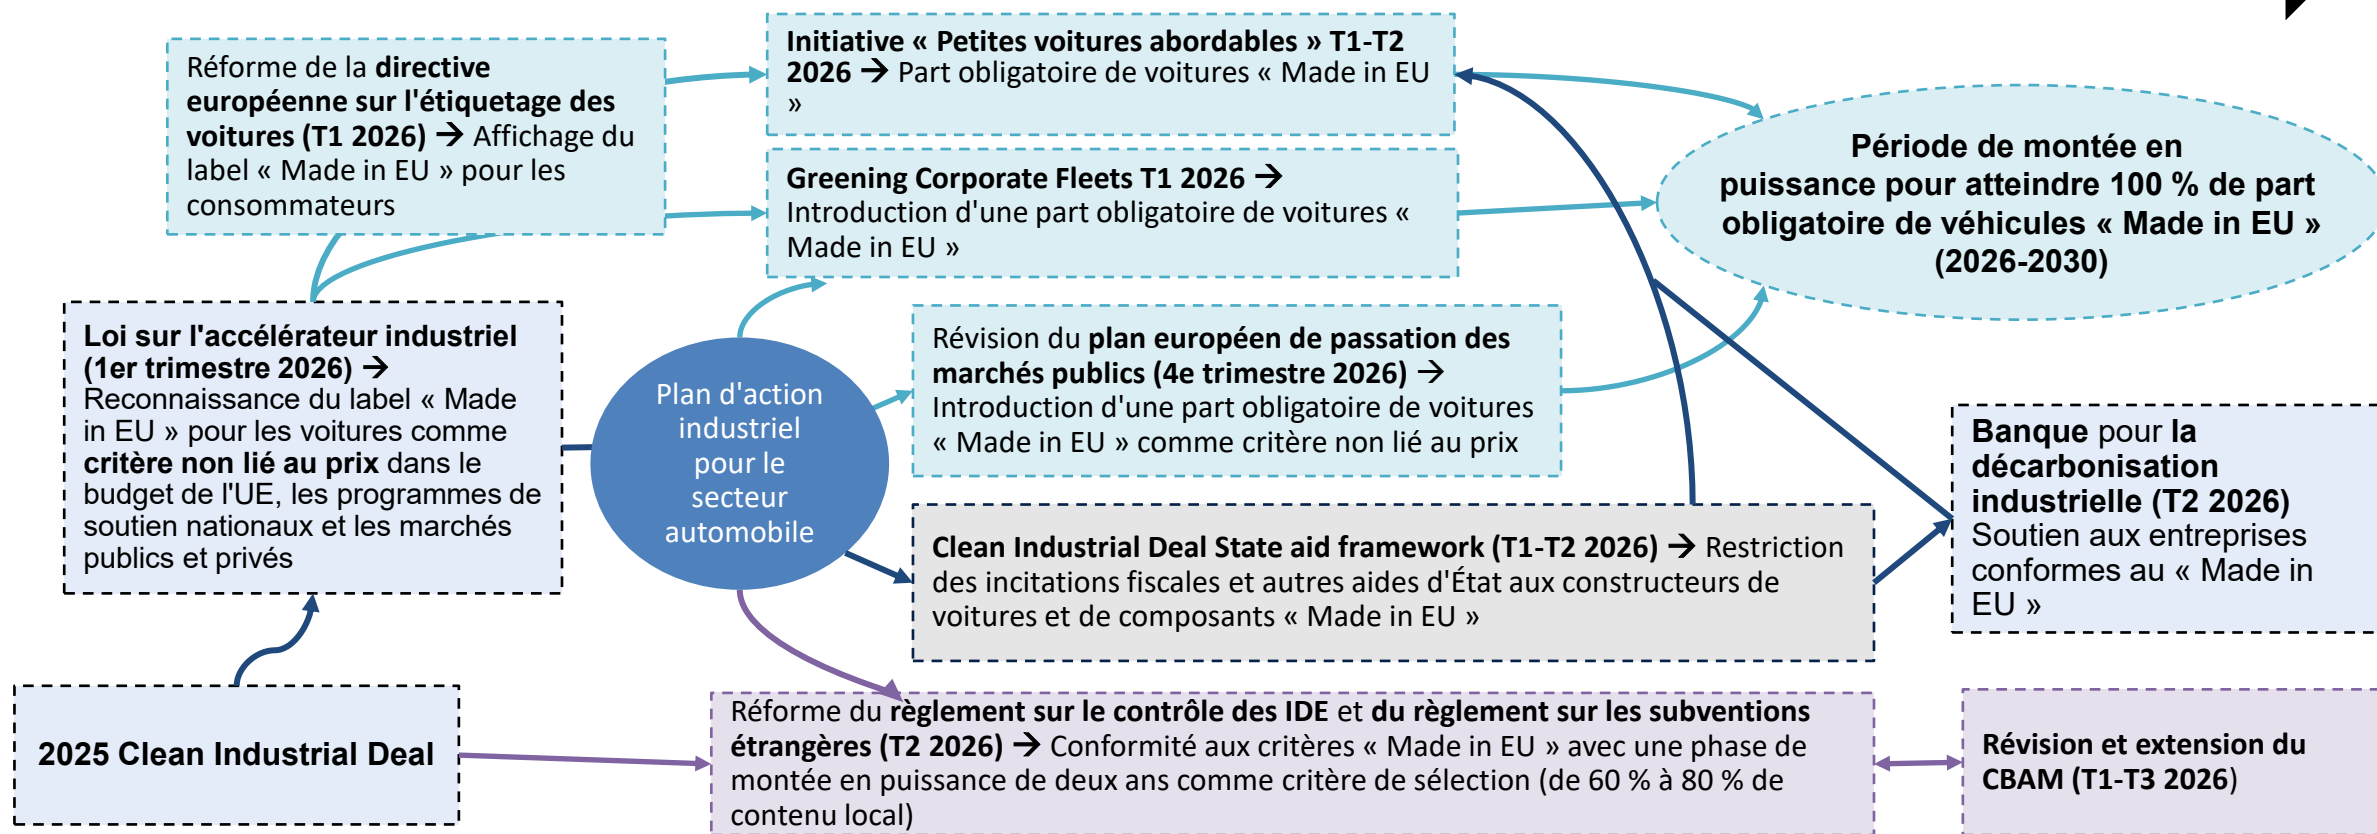 Réforme de la directive
européenne sur l'étiquetage des
voitures (T1 2026) → Affichage du
label « Made in EU » pour les
consommateurs
Initiative « Petites voitures abordables » T1-T2
2026 → Part obligatoire de voitures « Made in EU
»
Greening Corporate Fleets T1 2026 →
Introduction d'une part obligatoire de voitures «
Made in EU »
Période de montée en
puissance pour atteindre 100 % de part
obligatoire de véhicules « Made in EU »
(2026-2030)
Loi sur l'accélérateur industriel
(1er trimestre 2026) →
Reconnaissance du label « Made
in EU » pour les voitures comme
critère non lié au prix dans le
budget de l'UE, les programmes de
soutien nationaux et les marchés
publics et privés
Plan d'action
industriel
pour le
secteur
automobile
Révision du plan européen de passation des
marchés publics (4e trimestre 2026) →
Introduction d'une part obligatoire de voitures
« Made in EU » comme critère non lié au prix
Clean Industrial Deal State aid framework (T1-T2 2026) → Restriction
des incitations fiscales et autres aides d'État aux constructeurs de
voitures et de composants « Made in EU »
Banque pour la
décarbonisation
industrielle (T2 2026)
Soutien aux entreprises
conformes au « Made in
EU »
2025 Clean Industrial Deal
Réforme du règlement sur le contrôle des IDE et du règlement sur les subventions
étrangères (T2 2026) → Conformité aux critères « Made in EU » avec une phase de
montée en puissance de deux ans comme critère de sélection (de 60 % à 80 % de
contenu local)
Révision et extension du
CBAM (T1-T3 2026)